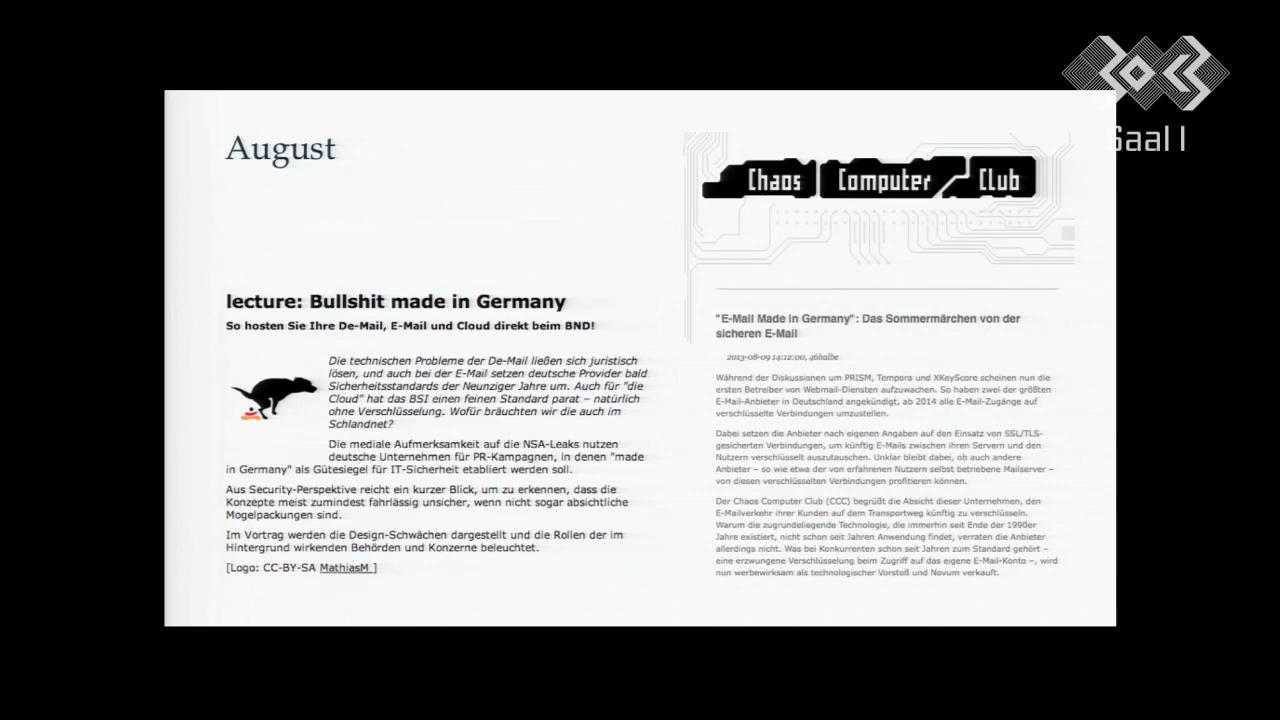 August
lecture: Bullshit made in Germany
So hosten Sie Ihre De-Mail, E-Mail und Cloud direkt beim BND!
Die technischen Probleme der De-Mail ließen sich juristisch
lösen, und auch bei der E-Mail setzen deutsche Provider bald
Sicherheitsstandards der Neunziger Jahre um. Auch für "die
Cloud" hat das BSI einen feinen Standard parat – natürlich
ohne Verschlüsselung. Wofür bräuchten wir die auch im
Schlandnet?
Die mediale Aufmerksamkeit auf die NSA-Leaks nutzen
deutsche Unternehmen für PR-Kampagnen, in denen "made
in Germany" als Gütesiegel für IT-Sicherheit etabliert werden soll.
Aus Security-Perspektive reicht ein kurzer Blick, um zu erkennen, dass die
Konzepte meist zumindest fahrlässig unsicher, wenn nicht sogar absichtliche
Mogelpackungen sind.
Im Vortrag werden die Design-Schwächen dargestellt und die Rollen der im
Hintergrund wirkenden Behörden und Konzerne beleuchtet.
[Logo: CC-BY-SA MathiasM ]
Chaos Computer Club
"E-Mail Made in Germany": Das Sommermärchen von der
sicheren E-Mail
2013-08-09 14:12:00, 46halbe
Während der Diskussionen um PRISM, Tempora und XKeyScore scheinen nun die
ersten Betreiber von Webmail-Diensten aufzuwachen. So haben zwei der größten
E-Mail-Anbieter in Deutschland angekündigt, ab 2014 alle E-Mail-Zugänge auf
verschlüsselte Verbindungen umzustellen.
Dabei setzen die Anbieter nach eigenen Angaben auf den Einsatz von SSL/TLS-
gesicherten Verbindungen, um künftig E-Mails zwischen ihren Servern und den
Nutzern verschlüsselt auszutauschen. Unklar bleibt dabei, ob auch andere
Anbieter – so wie etwa der von erfahrenen Nutzern selbst betriebene Mailserver –
von diesen verschlüsselten Verbindungen profitieren können.
Der Chaos Computer Club (CCC) begrüßt die Absicht dieser Unternehmen, den
E-Mailverkehr ihrer Kunden auf dem Transportweg künftig zu verschlüsseln.
Warum die zugrundeliegende Technologie, die immerhin seit Ende der 1990er
Jahre existiert, nicht schon seit Jahren Anwendung findet, verraten die Anbieter
allerdings nicht. Was bei Konkurrenten schon seit Jahren zum Standard gehört –
eine erzwungene Verschlüsselung beim Zugriff auf das eigene E-Mail-Konto –, wird
nun werbewirksam als technologischer Vorstoß und Novum verkauft.
Saal 1